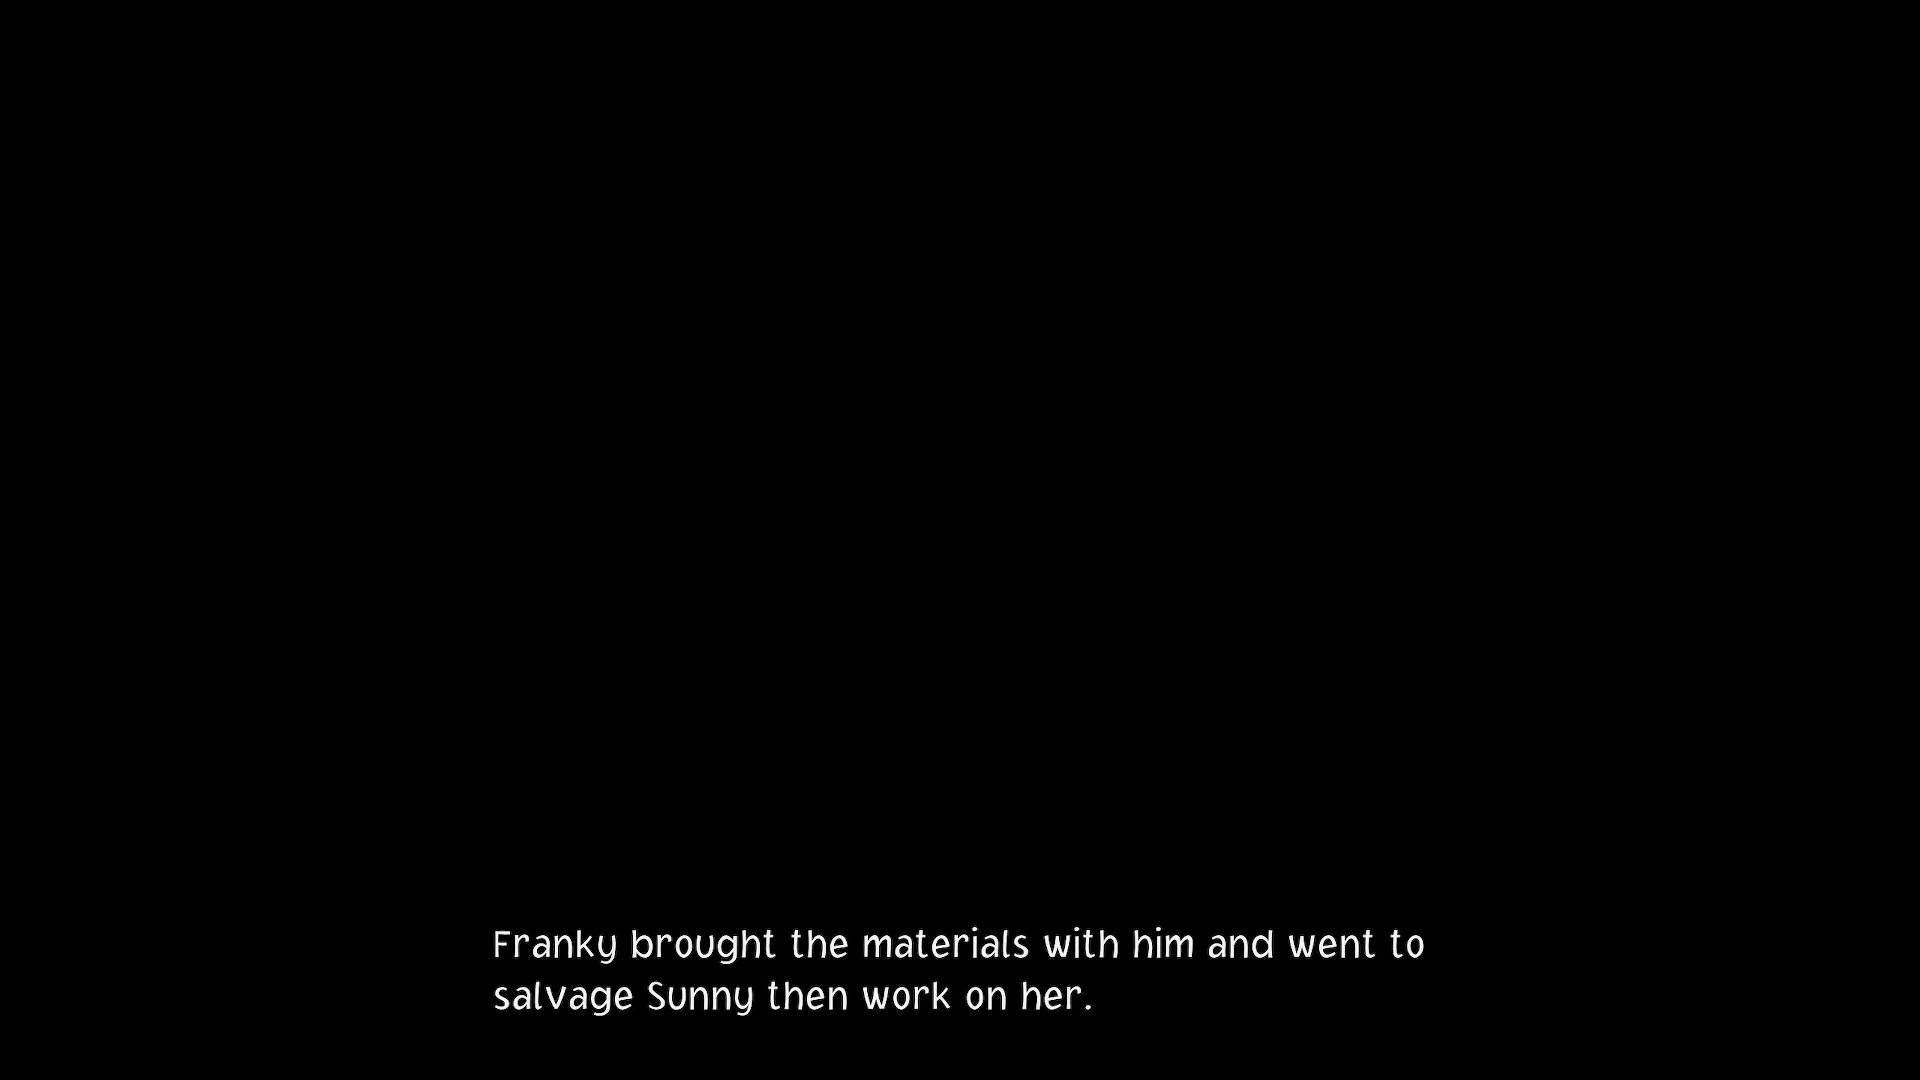 Franky brought the materials with him and went to
salvage Sunny then work on her.